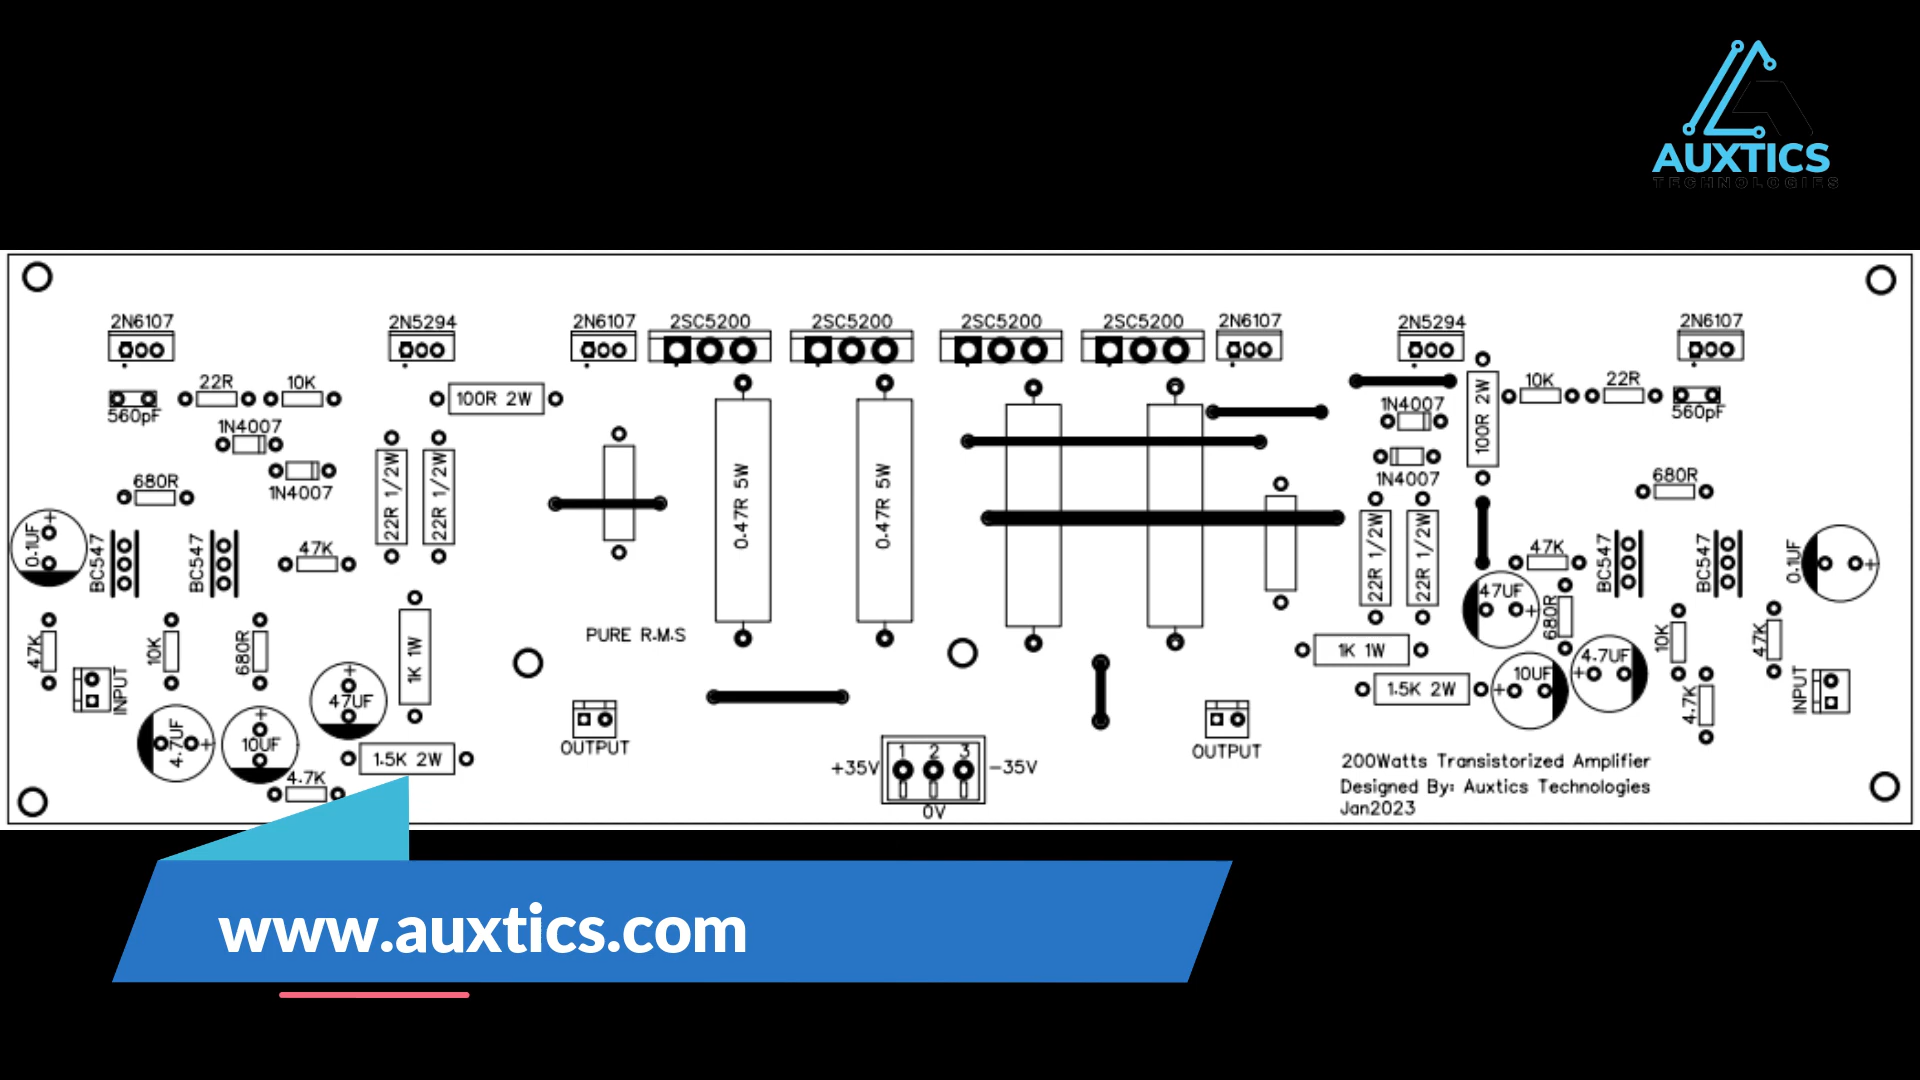 AUXTICS
TECHNOLOGIES
2N6107
2N5294
2N6107
2SC5200
2SC5200
2SC5200
2SC5200
2N6107
2N5294
2N6107
560pF
22R
10K
100R 2W
1N4007
1N4007
680R
22R 1/2W
22R 1/2W
0.47R 5W
0.47R 5W
1N4007
1N4007
100R 2W
10K
22R
560pF
680R
0.1UF
+
BC547
BC547
47K
22R 1/2W
22R 1/2W
47K
BC547
BC547
0.1UF
+
47K
10K
680R
1K 1W
PURE R.M.S
47UF
+
680R
10K
47K
INPUT
47UF
+
1K 1W
4.7UF
+
INPUT
4.7UF
+
10UF
+
1.5K 2W
1.5K 2W
10UF
+
4.7K
4.7K
OUTPUT
OUTPUT
1 2 3
+35V
-35V
0V
200Watts Transistorized Amplifier
Designed By: Auxtics Technologies
Jan2023
www.auxtics.com